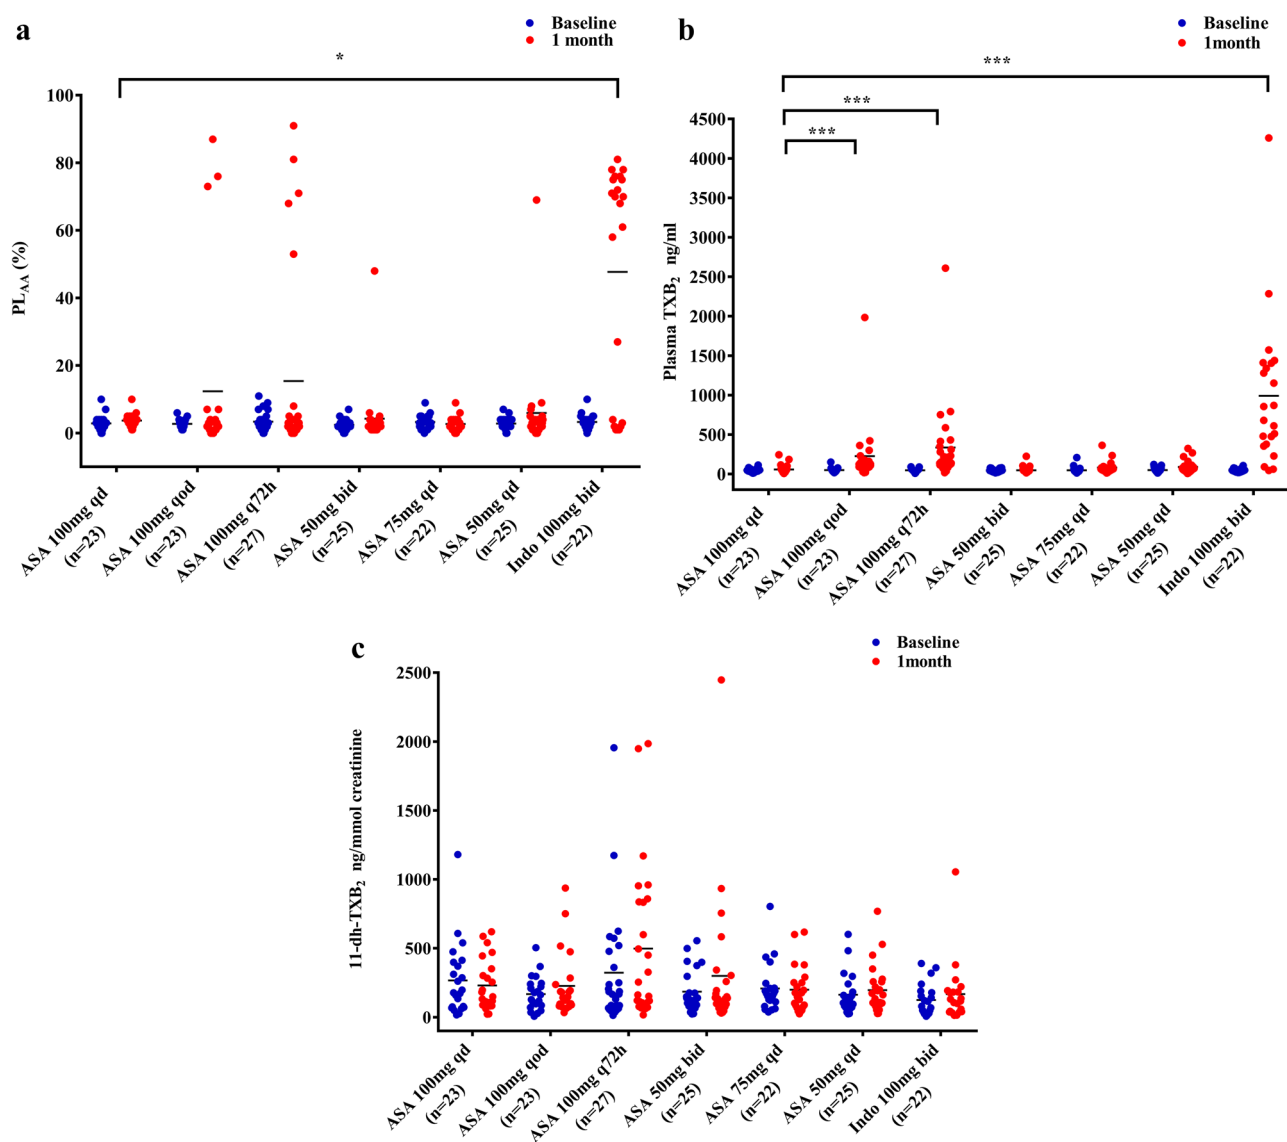 a
Baseline
1 month
*
PL_AA (%)
100
80
60
40
20
0
ASA 100mg qd
(n=23)
ASA 100mg qod
(n=23)
ASA 100mg q72h
(n=27)
ASA 50mg bid
(n=25)
ASA 75mg qd
(n=22)
ASA 50mg qd
(n=25)
Indo 100mg bid
(n=22)
b
Baseline
1month
***
***
***
Plasma TXB₂ ng/ml
4500
4000
3500
3000
2500
2000
1500
1000
500
0
ASA 100mg qd
(n=23)
ASA 100mg qod
(n=23)
ASA 100mg q72h
(n=27)
ASA 50mg bid
(n=25)
ASA 75mg qd
(n=22)
ASA 50mg qd
(n=25)
Indo 100mg bid
(n=22)
c
Baseline
1month
11-dh-TXB₂ ng/mmol creatinine
2500
2000
1500
1000
500
0
ASA 100mg qd
(n=23)
ASA 100mg qod
(n=23)
ASA 100mg q72h
(n=27)
ASA 50mg bid
(n=25)
ASA 75mg qd
(n=22)
ASA 50mg qd
(n=25)
Indo 100mg bid
(n=22)